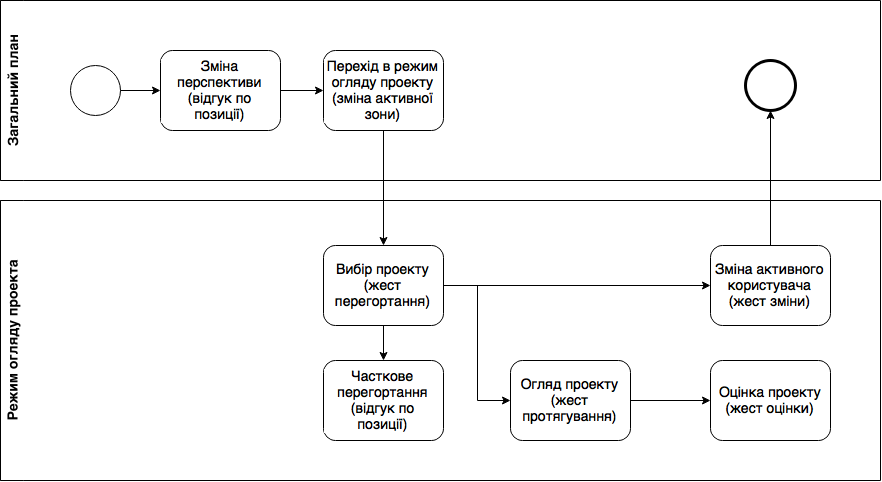 Загальний план
Зміна
перспективи
(відгук по
позиції)
Перехід в режим
огляду проекту
(зміна активної
зони)
Режим огляду проекта
Вибір проекту
(жест
перегортання)
Зміна активного
користувача
(жест зміни)
Часткове
перегортання
(відгук по
позиції)
Огляд проекту
(жест
протягування)
Оцінка проекту
(жест оцінки)